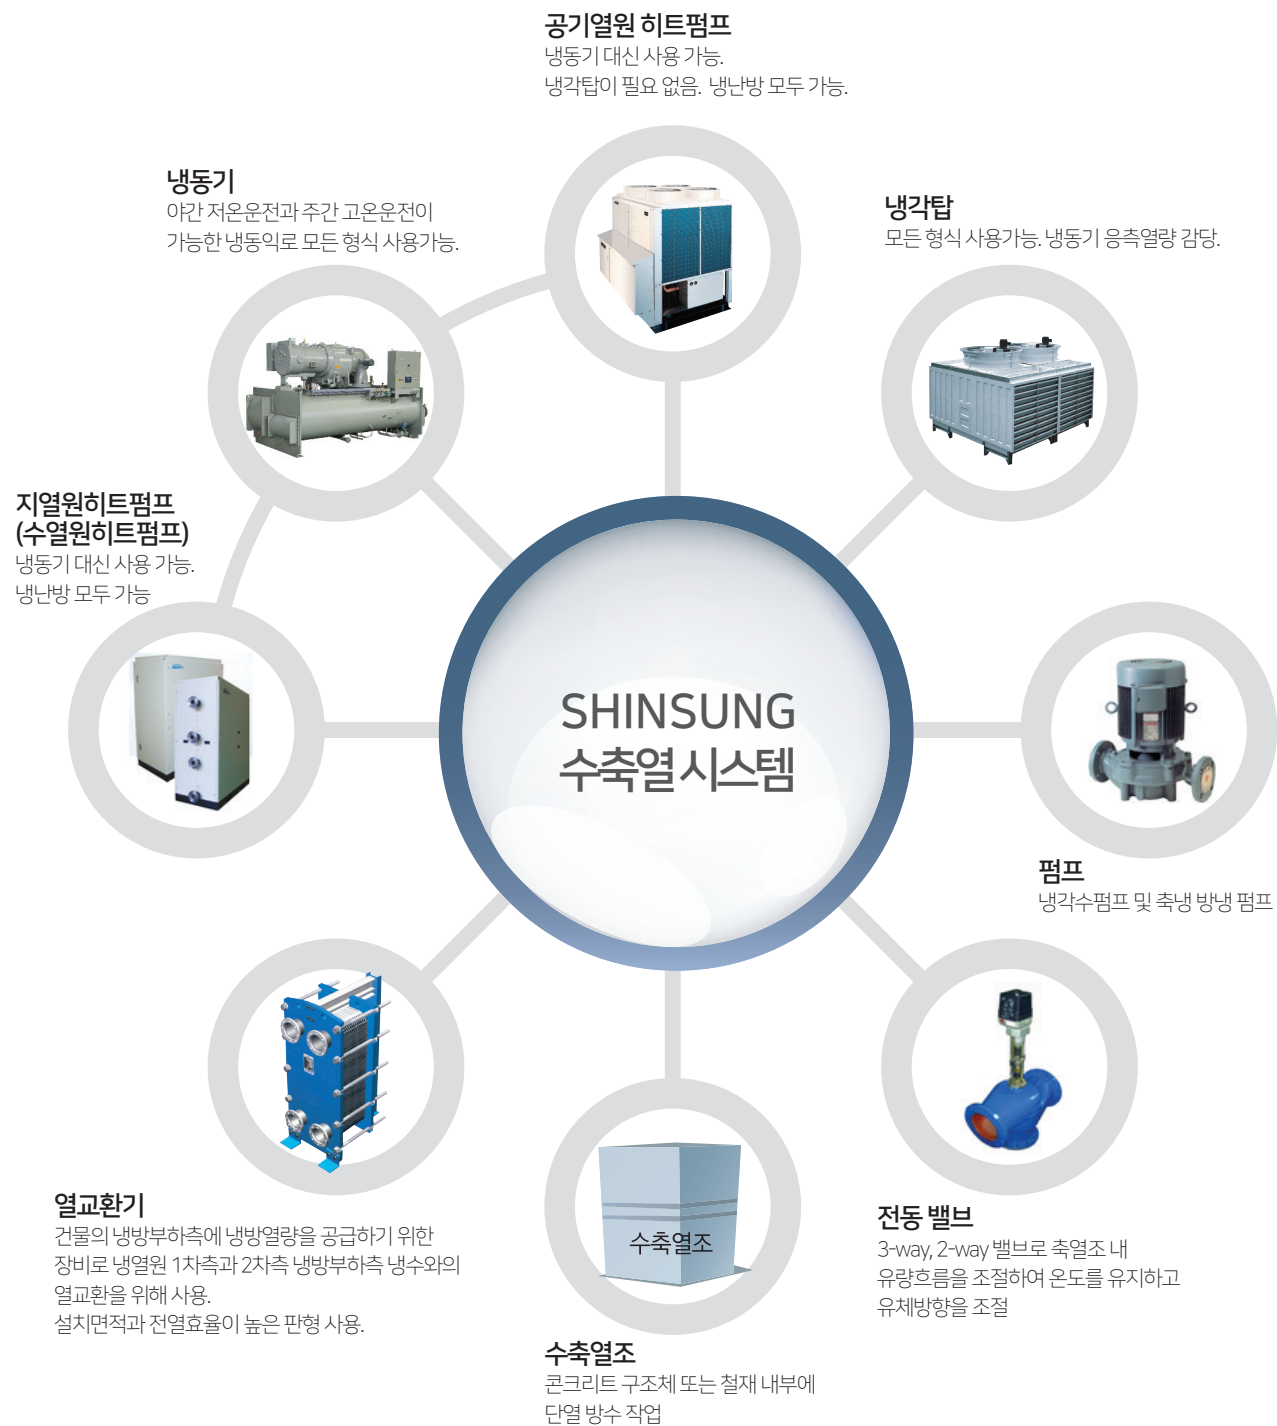 공기열원 히트펌프
냉동기 대신 사용 가능.
냉각탑이 필요 없음. 냉난방 모두 가능.
냉동기
야간 저온운전과 주간 고온운전이
가능한 냉동익로 모든 형식 사용가능.
냉각탑
모든 형식 사용가능. 냉동기 응축열량 감당.
지열원히트펌프
(수열원히트펌프)
냉동기 대신 사용 가능.
냉난방 모두 가능
SHINSUNG
수축열 시스템
펌프
냉각수펌프 및 축냉 방냉 펌프
열교환기
건물의 냉방부하측에 냉방열량을 공급하기 위한
장비로 냉열원 1차측과 2차측 냉방부하측 냉수와의
열교환을 위해 사용.
설치면적과 전열효율이 높은 판형 사용.
수축열조
수축열조
콘크리트 구조체 또는 철재 내부에
단열 방수 작업
전동 밸브
3-way, 2-way 밸브로 축열조 내
유량흐름을 조절하여 온도를 유지하고
유체방향을 조절